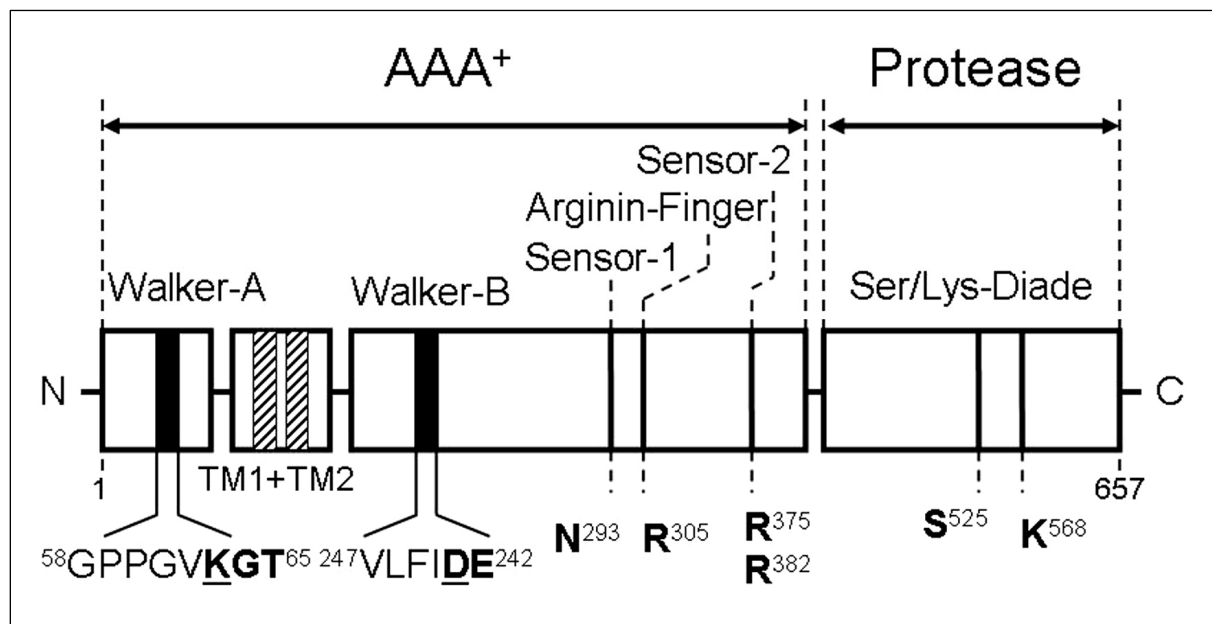 AAA⁺ Protease
Sensor-2
Arginin-Finger
Sensor-1
Walker-A Walker-B Ser/Lys-Diade
N C
TM1+TM2
1 657
⁵⁸GPPGVKGT⁶⁵ ²⁴⁷VLFIDE²⁴² N²⁹³ R³⁰⁵ R³⁷⁵ S⁵²⁵ K⁵⁶⁸
R³⁸²